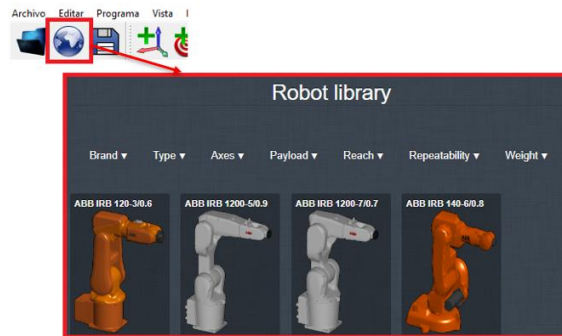 Archivo Editar Programa Vista
Robot library
Brand ▾ Type ▾ Axes ▾ Payload ▾ Reach ▾ Repeatability ▾ Weight ▾
ABB IRB 120-3/0.6 ABB IRB 1200-5/0.9 ABB IRB 1200-7/0.7 ABB IRB 140-6/0.8